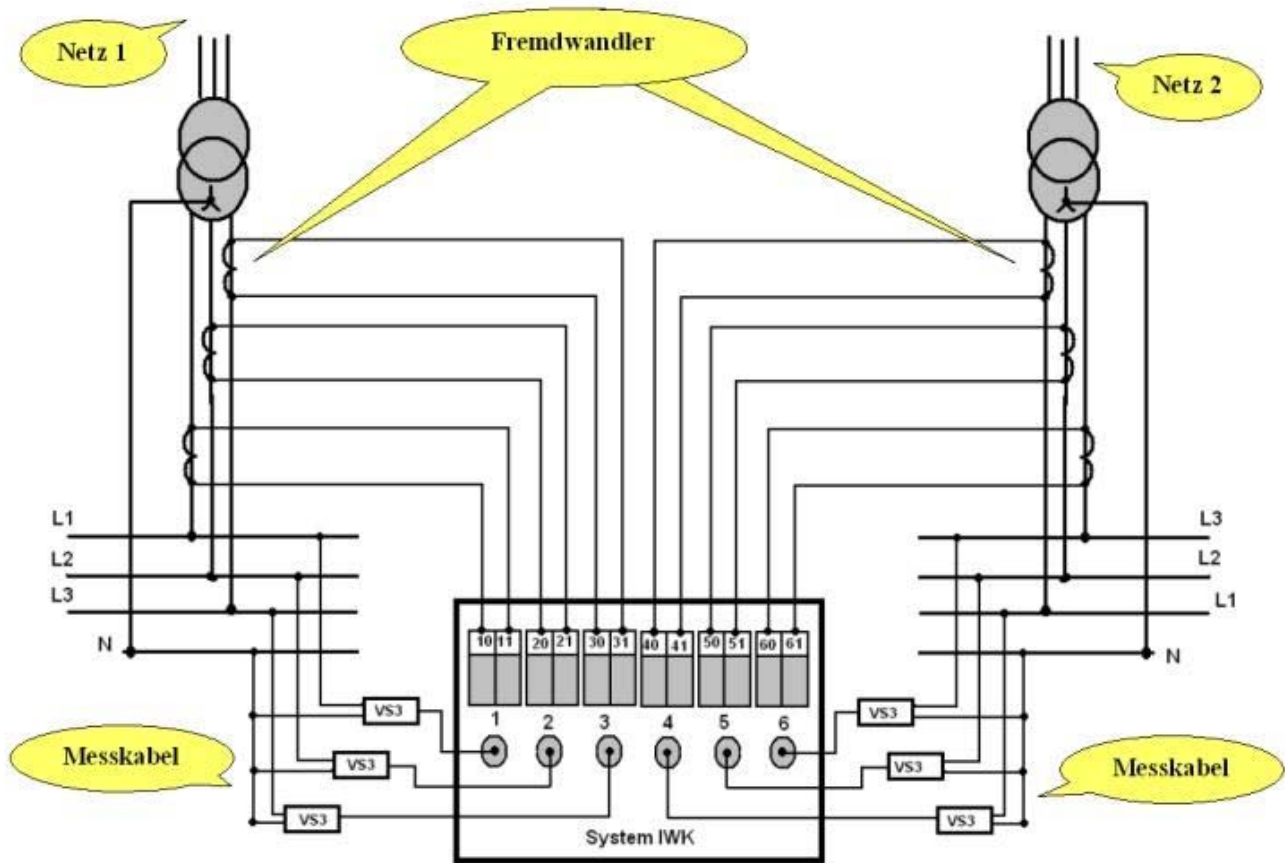 Netz 1
Fremdwandler
Netz 2
L1
L2
L3
N
L3
L2
L1
N
10 11 20 21 30 31 40 41 50 51 60 61
1 2 3 4 5 6
VS3
VS3
VS3
VS3
VS3
VS3
Messkabel
Messkabel
System IWK